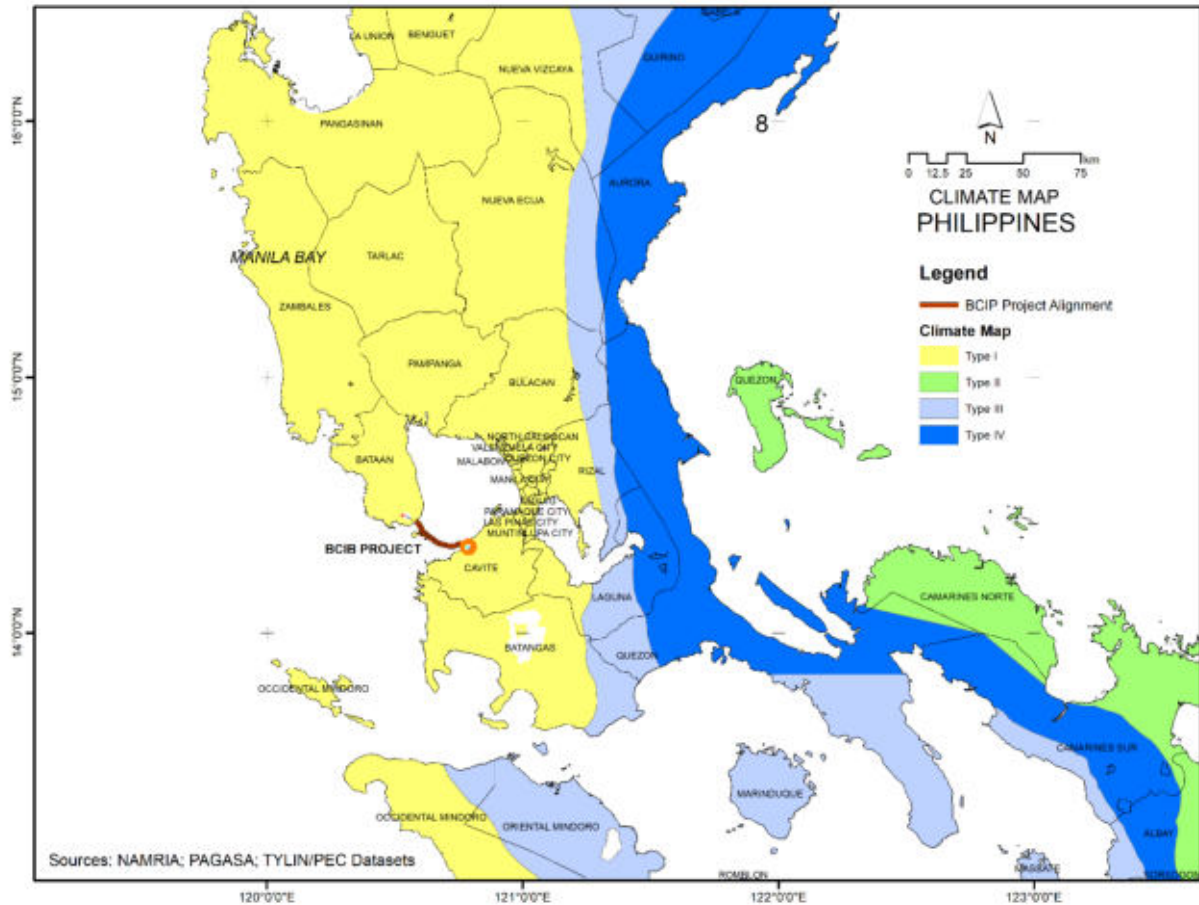 ISABELA
LA UNION
BENGUET
NUEVA VIZCAYA
QUIRINO
16°0'0"N
PANGASINAN
8
N
km
0 12.5 25 50 75
CLIMATE MAP
PHILIPPINES
AURORA
NUEVA ECIJA
MANILA BAY
TARLAC
ZAMBALES
Legend
BCIP Project Alignment
Climate Map
Type I
Type II
Type III
Type IV
PAMPANGA
15°0'0"N
BULACAN
QUEZON
NORTH CALOOCAN
VALENZUELA CITY
QUEZON CITY
MALABON
BATAAN
RIZAL
PARANAQUE CITY
LAS PINAS CITY
MUNTINLUPA CITY
BCIB PROJECT
CAVITE
LAGUNA
CAMARINES NORTE
14°0'0"N
BATANGAS
QUEZON
OCCIDENTAL MINDORO
CAMARINES SUR
MARINDUQUE
OCCIDENTAL MINDORO
ORIENTAL MINDORO
ALBAY
Sources: NAMRIA; PAGASA; TYLIN/PEC Datasets
ROMBLON
MASBATE
120°0'0"E
121°0'0"E
122°0'0"E
123°0'0"E